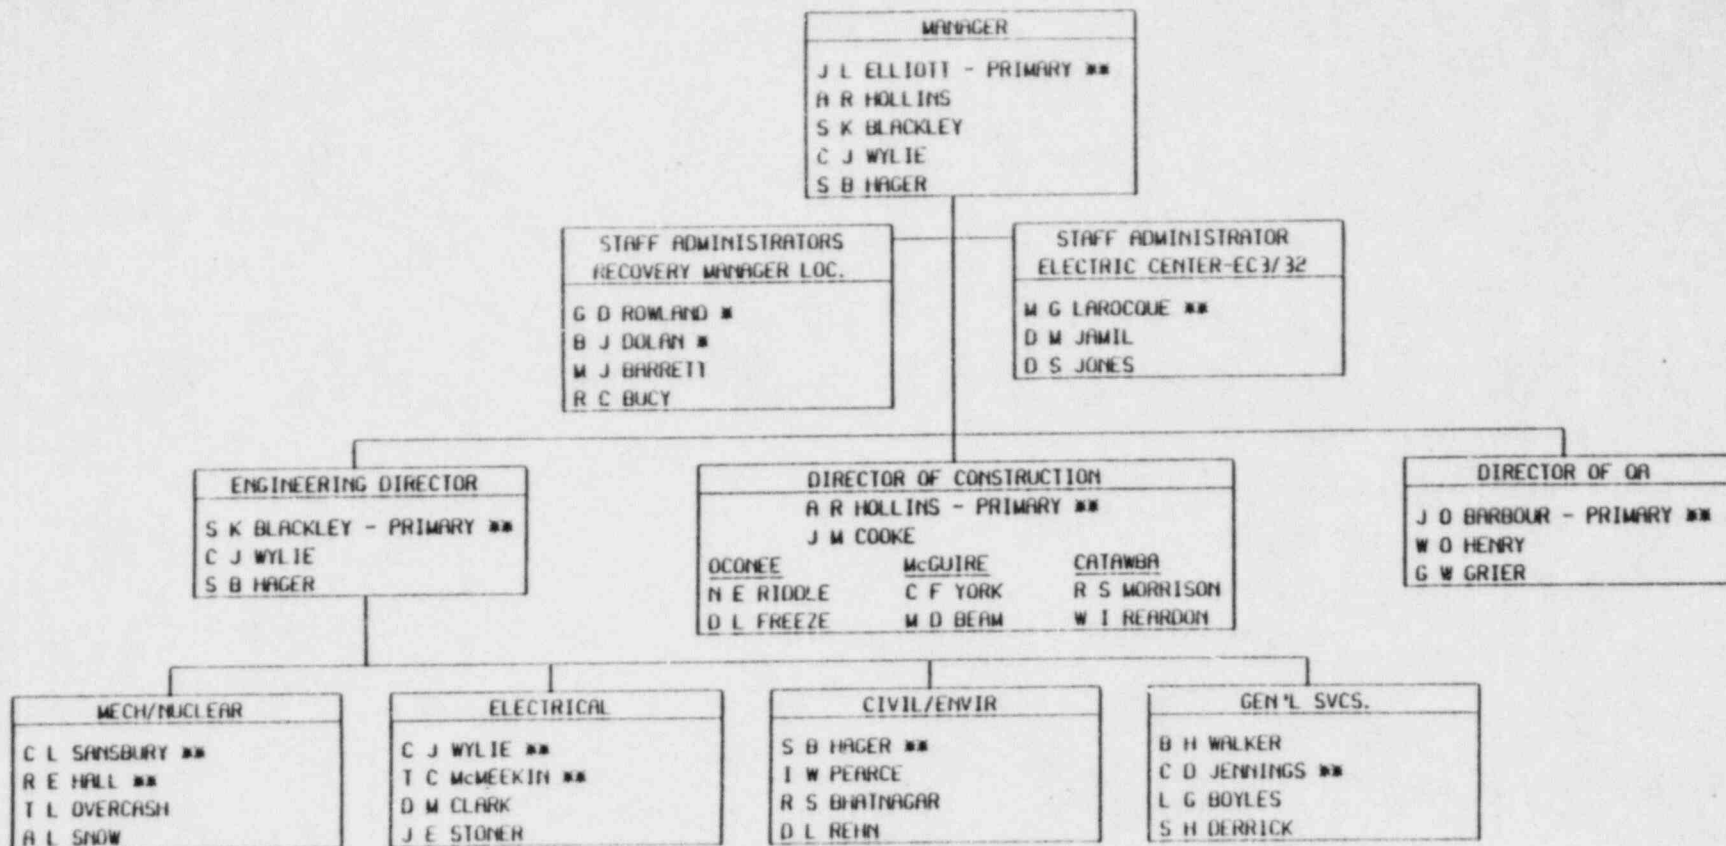 MANAGER
J L ELLIOTT - PRIMARY **
A R HOLLINS
S K BLACKLEY
C J WYLIE
S B HAGER
STAFF ADMINISTRATORS
RECOVERY MANAGER LOC.
G D ROWLAND *
B J DOLAN *
M J BARRETT
R C BUCY
STAFF ADMINISTRATOR
ELECTRIC CENTER-EC3/32
M G LAROCQUE **
D M JAMIL
D S JONES
ENGINEERING DIRECTOR
S K BLACKLEY - PRIMARY **
C J WYLIE
S B HAGER
DIRECTOR OF CONSTRUCTION
A R HOLLINS - PRIMARY **
J M COOKE
OCONEE McGUIRE CATAWBA
N E RIDDLE C F YORK R S MORRISON
D L FREEZE M D BEAM W I REARDON
DIRECTOR OF QA
J O BARBOUR - PRIMARY **
W O HENRY
G W GRIER
MECH/NUCLEAR
C L SANSBURY **
R E HALL **
T L OVERCASH
A L SNOW
ELECTRICAL
C J WYLIE **
T C McMEEKIN **
D M CLARK
J E STONER
CIVIL/ENVIR
S B HAGER **
I W PEARCE
R S BHATNAGAR
D L REHN
GEN'L SVCS.
B H WALKER
C D JENNINGS **
L G BOYLES
S H DERRICK